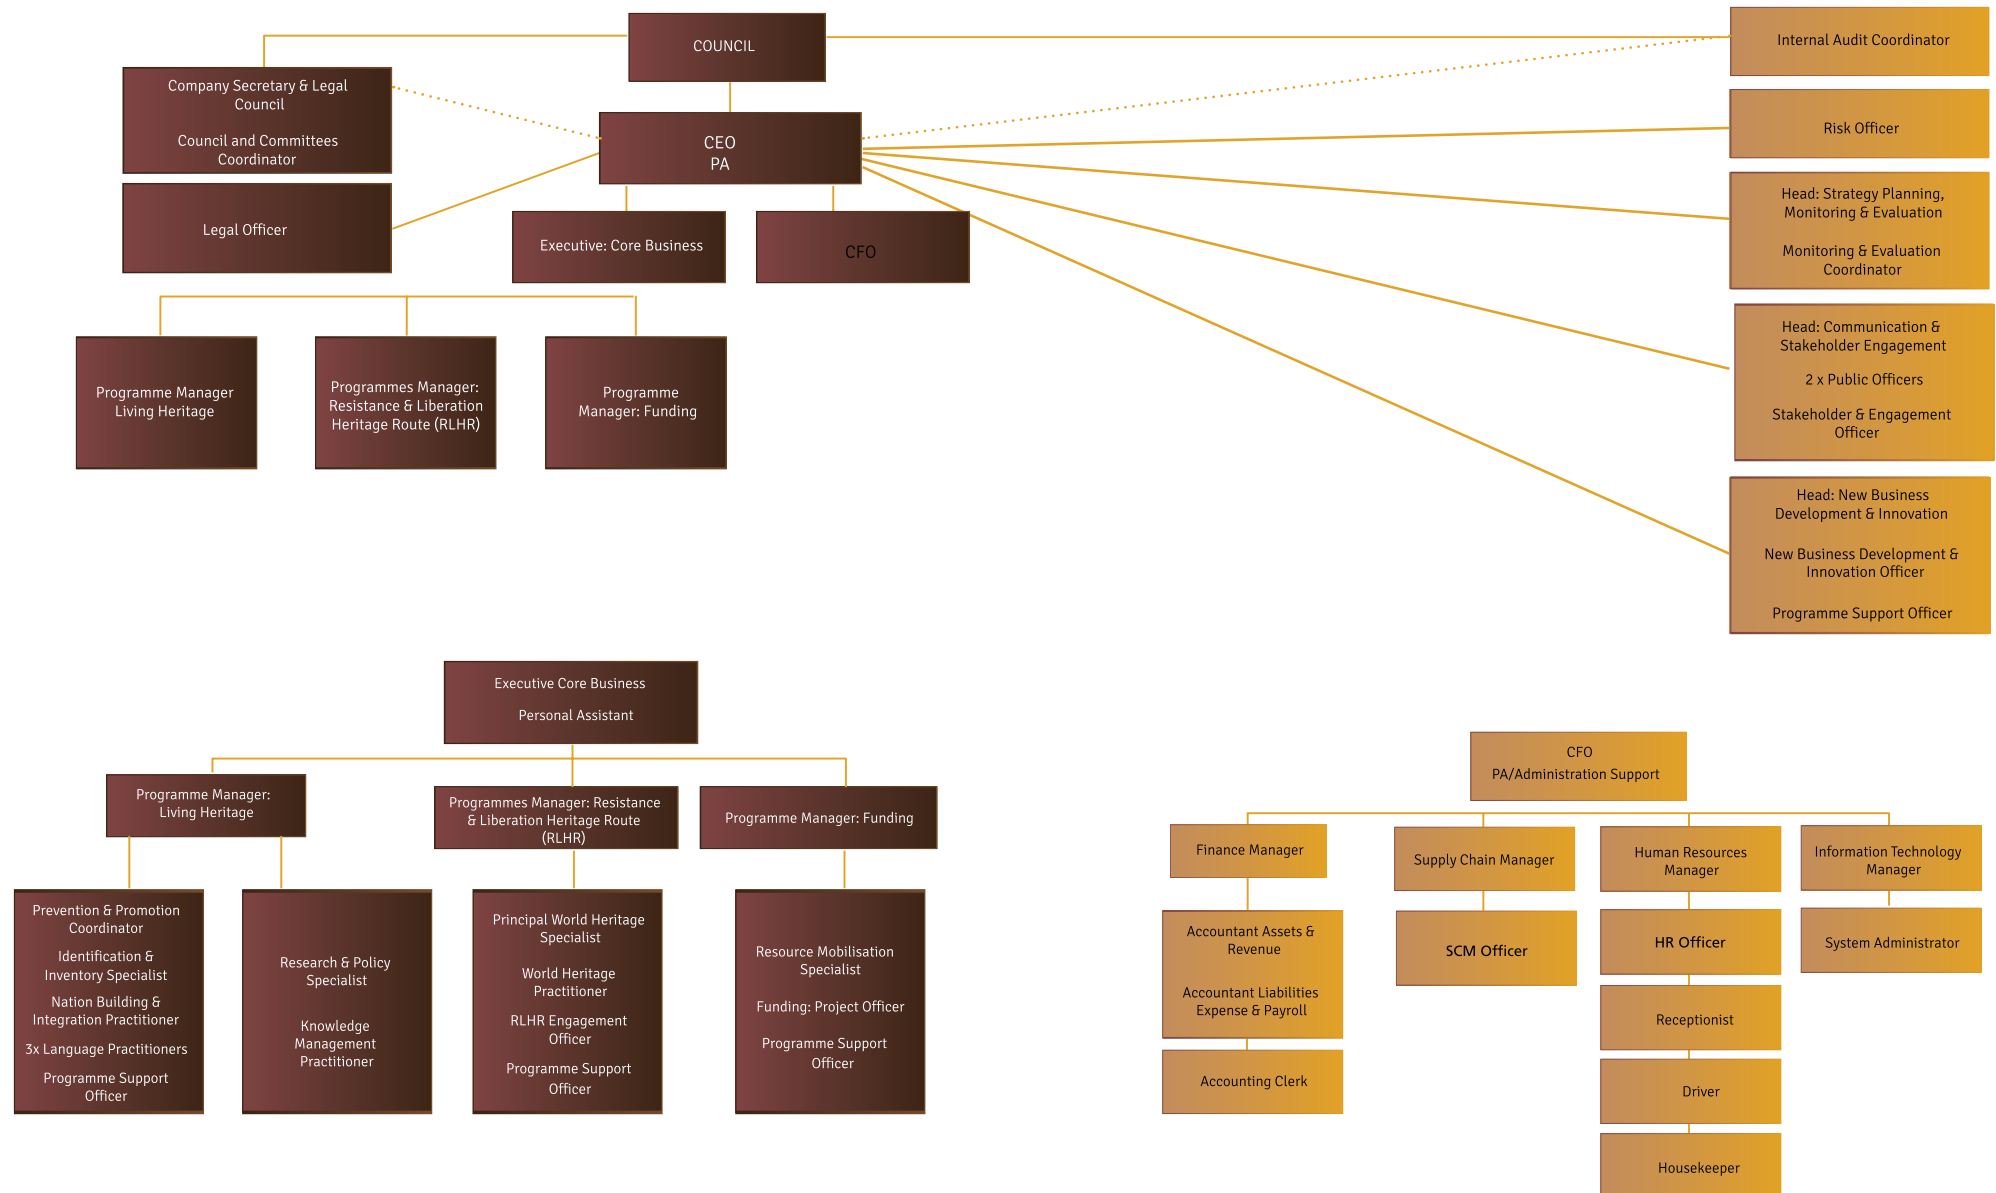 COUNCIL
Internal Audit Coordinator
Company Secretary & Legal
Council
Council and Committees
Coordinator
CEO
PA
Risk Officer
Legal Officer
Executive: Core Business
CFO
Head: Strategy Planning,
Monitoring & Evaluation
Monitoring & Evaluation
Coordinator
Programme Manager
Living Heritage
Programmes Manager:
Resistance & Liberation
Heritage Route (RLHR)
Programme
Manager: Funding
Head: Communication &
Stakeholder Engagement
2 x Public Officers
Stakeholder & Engagement
Officer
Head: New Business
Development & Innovation
New Business Development &
Innovation Officer
Programme Support Officer
Executive Core Business
Personal Assistant
Programme Manager:
Living Heritage
Programmes Manager: Resistance
& Liberation Heritage Route
(RLHR)
Programme Manager: Funding
Prevention & Promotion
Coordinator
Identification &
Inventory Specialist
Nation Building &
Integration Practitioner
3x Language Practitioners
Programme Support
Officer
Research & Policy
Specialist
Knowledge
Management
Practitioner
Principal World Heritage
Specialist
World Heritage
Practitioner
RLHR Engagement
Officer
Programme Support
Officer
Resource Mobilisation
Specialist
Funding: Project Officer
Programme Support
Officer
CFO
PA/Administration Support
Finance Manager
Supply Chain Manager
Human Resources
Manager
Information Technology
Manager
Accountant Assets &
Revenue
Accountant Liabilities
Expense & Payroll
Accounting Clerk
SCM Officer
HR Officer
Receptionist
Driver
Housekeeper
System Administrator